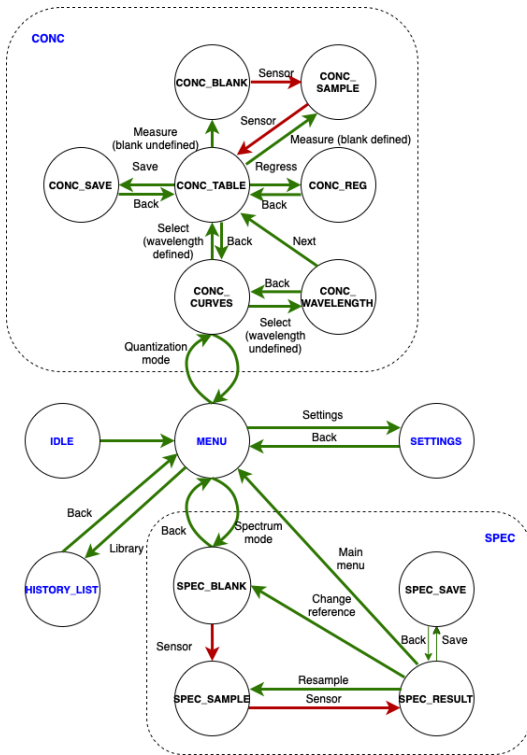 CONC
CONC_BLANK
Sensor
CONC_
SAMPLE
Sensor
Measure
(blank undefined)
Measure (blank defined)
CONC_SAVE
Save
Back
CONC_TABLE
Regress
Back
CONC_REG
Select
(wavelength
defined)
Back
Next
CONC_
CURVES
Back
Select
(wavelength
undefined)
CONC_
WAVELENGTH
Quantization
mode
IDLE
MENU
Settings
Back
SETTINGS
Back
Library
HISTORY_LIST
Back
Spectrum
mode
SPEC
Main
menu
SPEC_BLANK
Change
reference
SPEC_SAVE
Back
Save
Sensor
Resample
Sensor
SPEC_SAMPLE
SPEC_RESULT